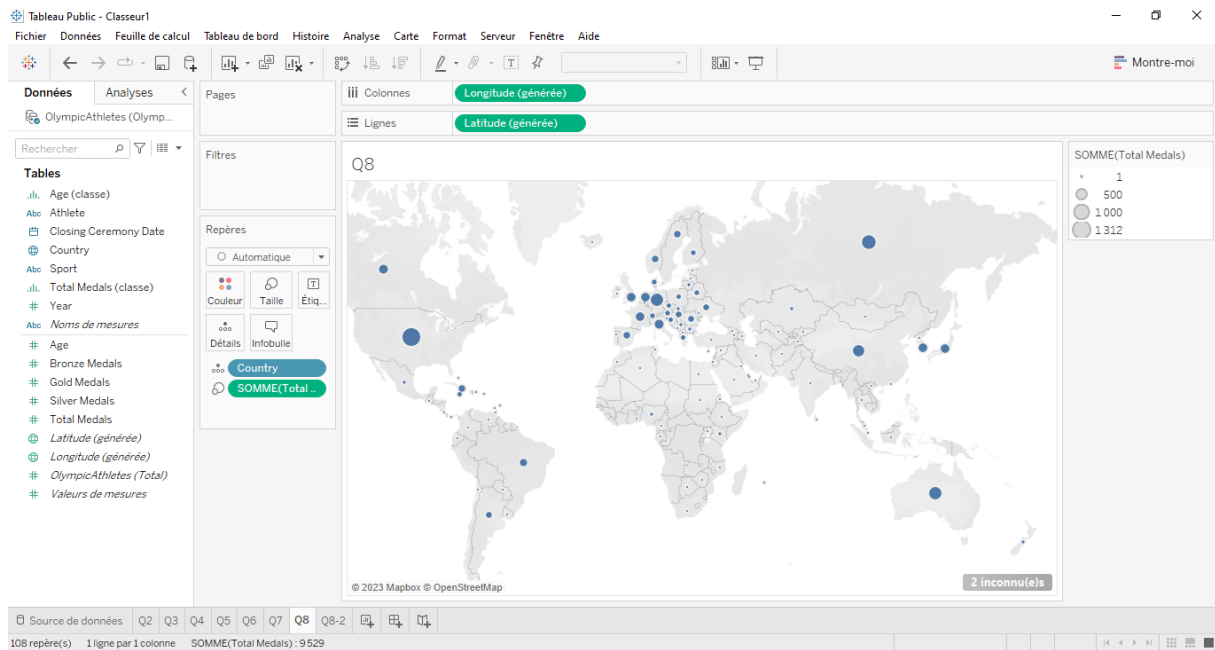 Tableau Public - Classeur1
Fichier Données Feuille de calcul Tableau de bord Histoire Analyse Carte Format Serveur Fenêtre Aide
Montre-moi
Données Analyses
OlympicAthletes (Olymp...
Rechercher
Tables
Age (classe)
Abc Athlete
Closing Ceremony Date
Country
Abc Sport
Total Medals (classe)
# Year
Abc Noms de mesures
# Age
# Bronze Medals
# Gold Medals
# Silver Medals
# Total Medals
Latitude (générée)
Longitude (générée)
# OlympicAthletes (Total)
# Valeurs de mesures
Pages
Filtres
Repères
Automatique
Couleur Taille Étiq...
Détails Infobulle
Country
SOMME(Total ..
iii Colonnes Longitude (générée)
Lignes Latitude (générée)
Q8
© 2023 Mapbox © OpenStreetMap
2 inconnu(e)s
SOMME(Total Medals)
1
500
1 000
1 312
Source de données Q2 Q3 Q4 Q5 Q6 Q7 Q8 Q8-2
108 repère(s) 1 ligne par 1 colonne SOMME(Total Medals) : 9 529